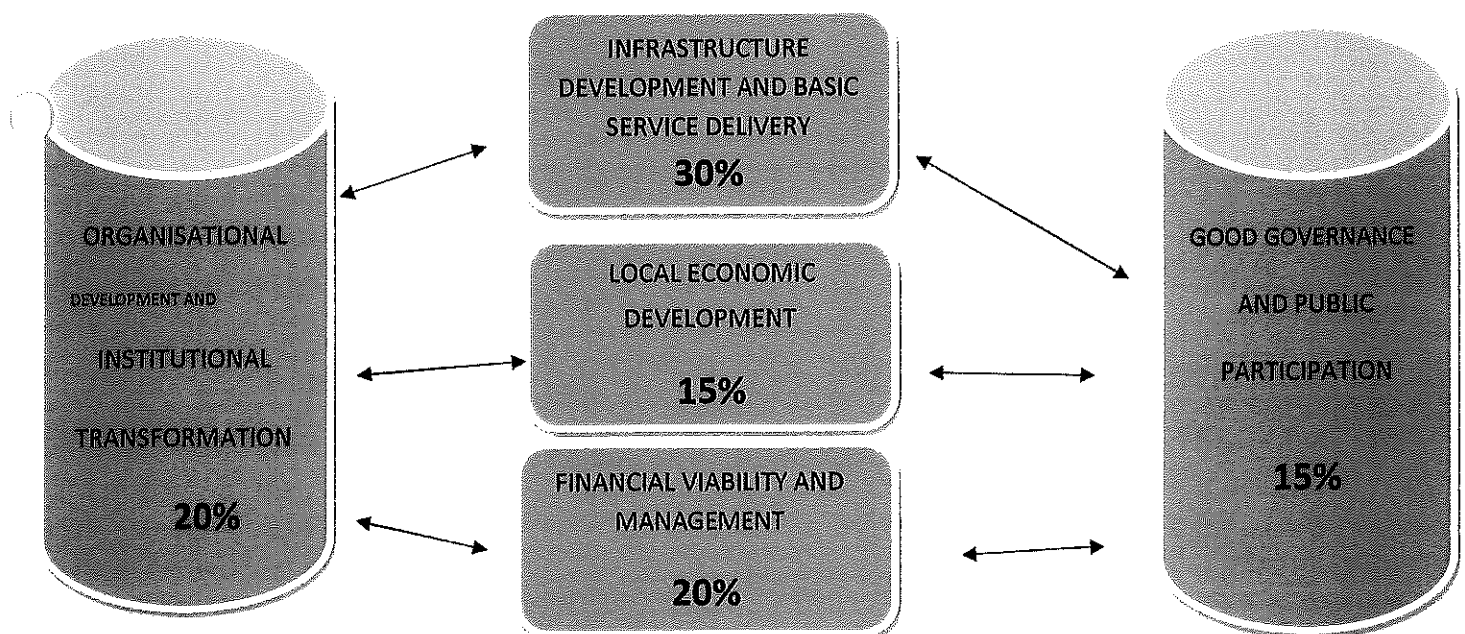 ORGANISATIONAL
DEVELOPMENT AND
INSTITUTIONAL
TRANSFORMATION
20%
INFRASTRUCTURE
DEVELOPMENT AND BASIC
SERVICE DELIVERY
30%
LOCAL ECONOMIC
DEVELOPMENT
15%
FINANCIAL VIABILITY AND
MANAGEMENT
20%
GOOD GOVERNANCE
AND PUBLIC
PARTICIPATION
15%